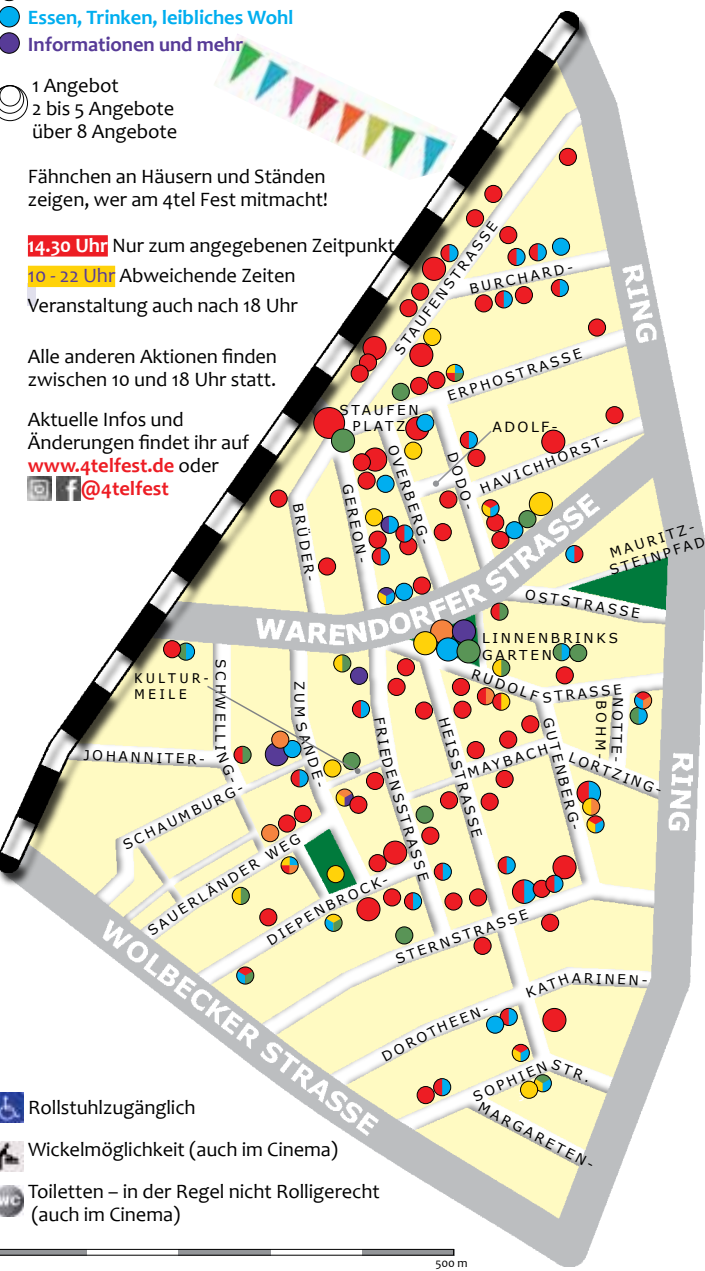 Essen, Trinken, leibliches Wohl
Informationen und mehr
1 Angebot
2 bis 5 Angebote
über 8 Angebote
Fähnchen an Häusern und Ständen
zeigen, wer am 4tel Fest mitmacht!
14.30 Uhr Nur zum angegebenen Zeitpunkt
10 - 22 Uhr Abweichende Zeiten
Veranstaltung auch nach 18 Uhr
Alle anderen Aktionen finden
zwischen 10 und 18 Uhr statt.
Aktuelle Infos und
Änderungen findet ihr auf
www.4telfest.de oder
f @4telfest
STAUFENSTRASSE
BURCHARD-
RING
ERPHOSTRASSE
STAUFEN
PLATZ
ADOLF-
HAVICHHORST-
OVERBERG-
DODO-
GEREON-
BRÜDER-
MAURITZ-
STEINPFAD
WARENDORFER STRASSE
OSTSTRASSE
LINNENBRINKS
GARTEN
RUDOLFSTRASSE
KULTUR-
MEILE
SCHWELLING-
ZUM SANDE-
FRIEDENSSTRASSE
HEISSTRASSE
GUTENBERG-
BOHM-
ENOTTE-
JOHANNITER-
MAYBACH-
LORTZING-
RING
SCHAUMBURG-
SAUERLÄNDER WEG
DIEPENBROCK-
STERNSTRASSE
WOLBECKER STRASSE
KATHARINEN-
DOROTHEEN-
SOPHIEN STR.
MARGARETEN-
Rollstuhlzugänglich
Wickelmöglichkeit (auch im Cinema)
WC Toiletten – in der Regel nicht Rolligerecht
(auch im Cinema)
500 m